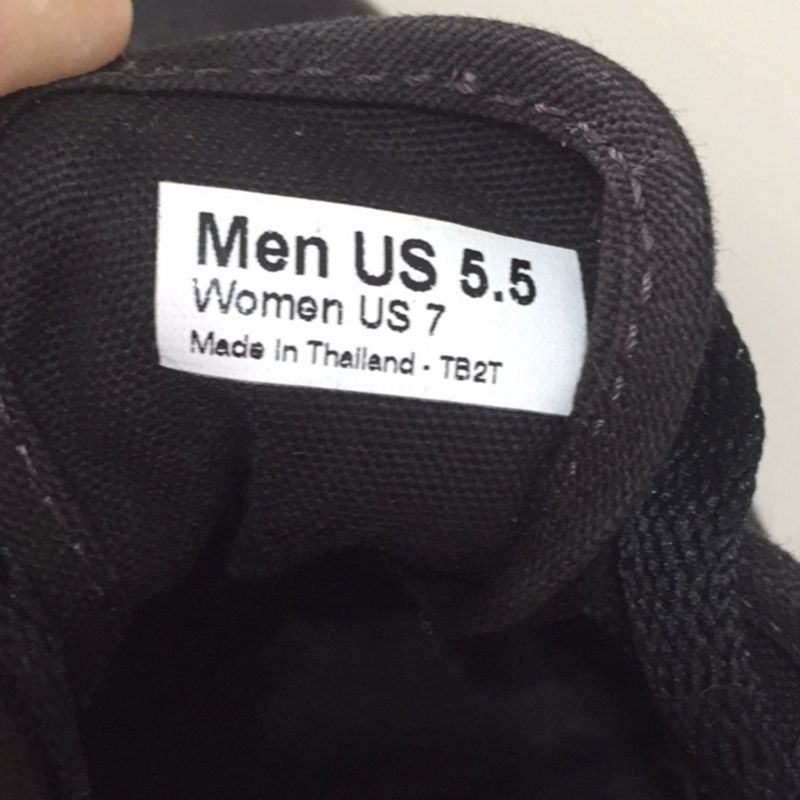 Men US 5.5
Women US 7
Made In Thailand - TB2T